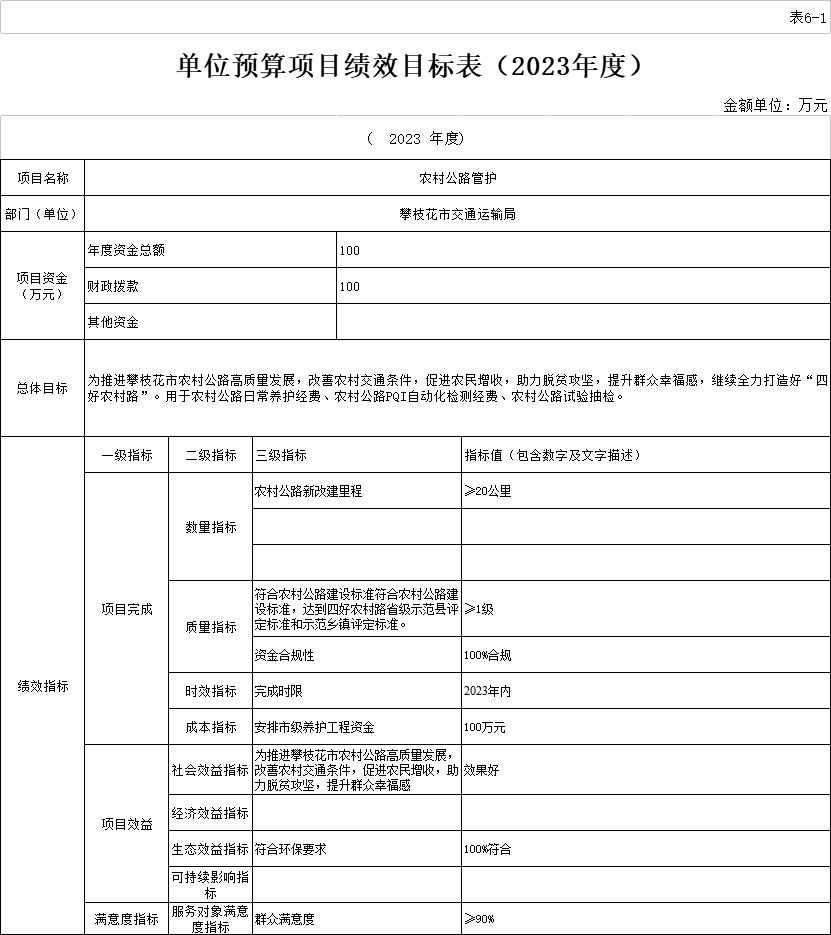 表6-1
单位预算项目绩效目标表（2023年度）
金额单位：万元
（ 2023 年度）
项目名称
农村公路管护
部门（单位）
攀枝花市交通运输局
项目资金
（万元）
年度资金总额
100
财政拨款
100
其他资金
总体目标
为推进攀枝花市农村公路高质量发展，改善农村交通条件，促进农民增收，助力脱贫攻坚，提升群众幸福感，继续全力打造好“四
好农村路”。用于农村公路日常养护经费、农村公路PQI自动化检测经费、农村公路试验抽检。
绩效指标
一级指标
二级指标
三级指标
指标值（包含数字及文字描述）
项目完成
数量指标
农村公路新改建里程
≥20公里
质量指标
符合农村公路建设标准符合农村公路建
设标准，达到四好农村路省级示范县评
定标准和示范乡镇评定标准。
≥1级
资金合规性
100%合规
时效指标
完成时限
2023年内
成本指标
安排市级养护工程资金
100万元
项目效益
社会效益指标
为推进攀枝花市农村公路高质量发展，
改善农村交通条件，促进农民增收，助
力脱贫攻坚，提升群众幸福感
效果好
经济效益指标
生态效益指标
符合环保要求
100%符合
可持续影响指
标
满意度指标
服务对象满意
度指标
群众满意度
≥90%